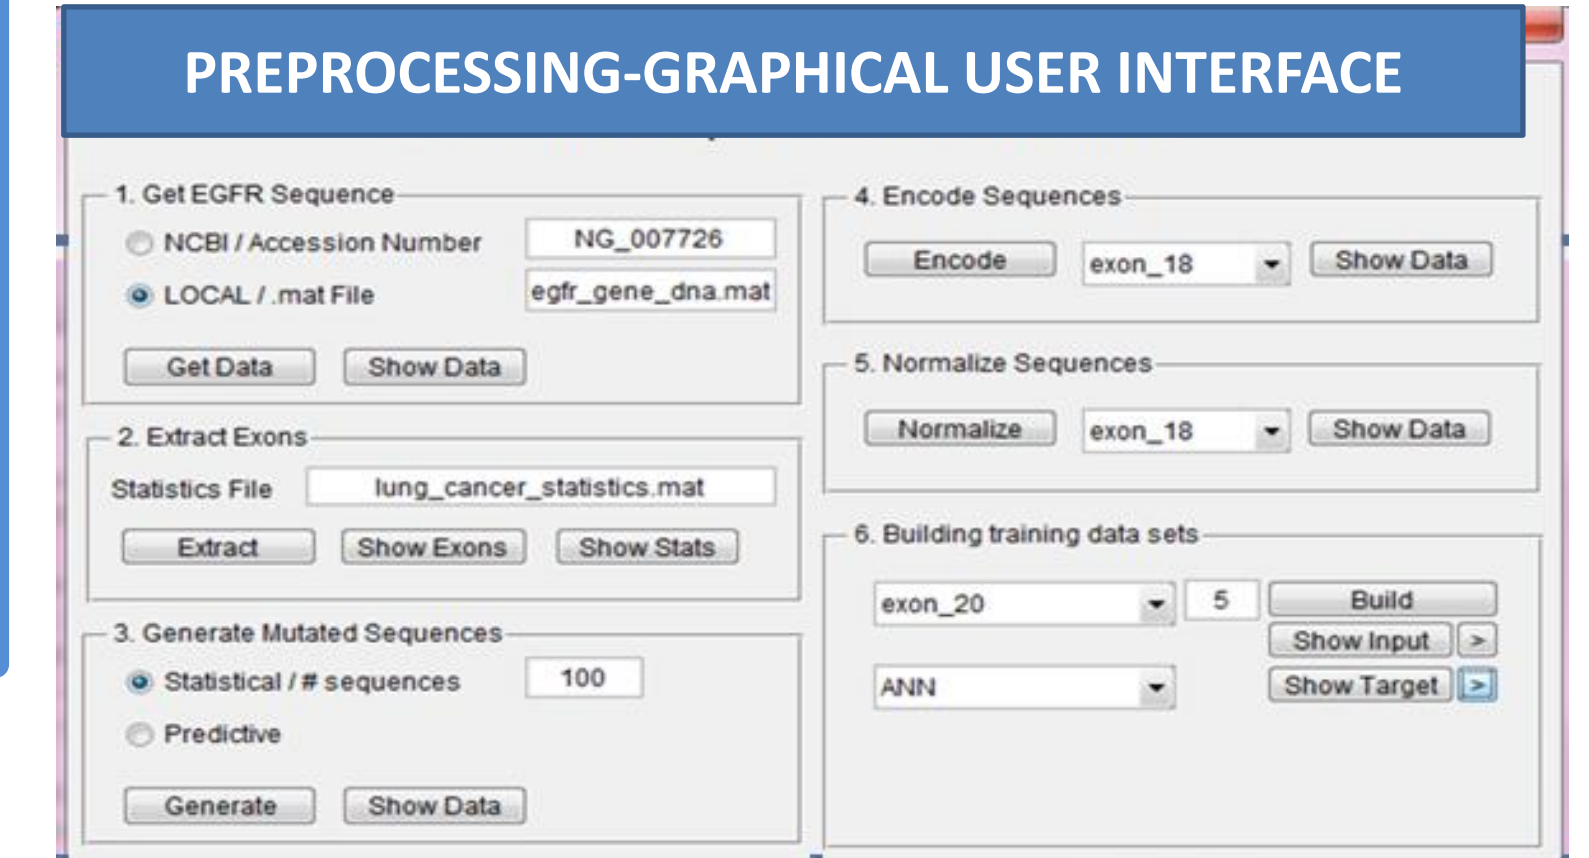 PREPROCESSING-GRAPHICAL USER INTERFACE
1. Get EGFR Sequence
NCBI / Accession Number NG_007726
LOCAL / .mat File egfr_gene_dna.mat
Get Data Show Data
2. Extract Exons
Statistics File lung_cancer_statistics.mat
Extract Show Exons Show Stats
3. Generate Mutated Sequences
Statistical / # sequences 100
Predictive
Generate Show Data
4. Encode Sequences
Encode exon_18 Show Data
5. Normalize Sequences
Normalize exon_18 Show Data
6. Building training data sets
exon_20 5 Build
Show Input >
ANN Show Target >